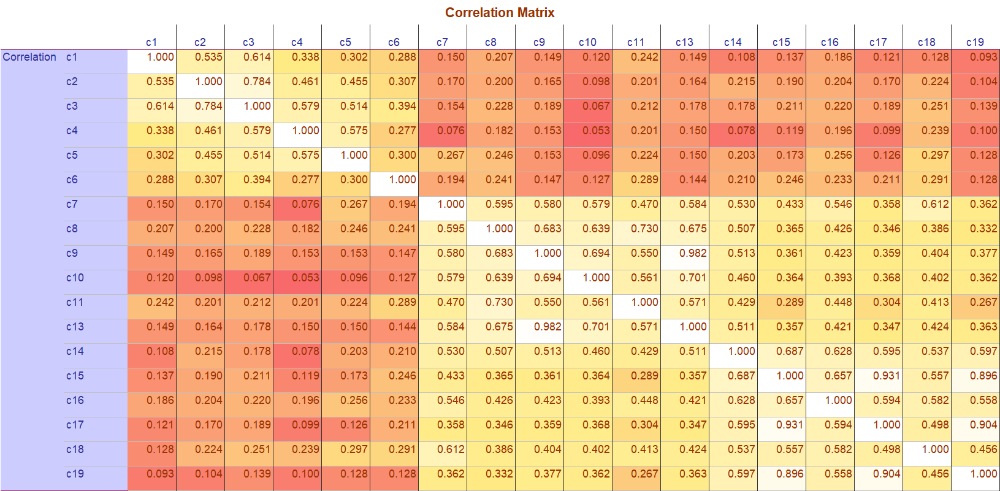 Correlation Matrix
c1 c2 c3 c4 c5 c6 c7 c8 c9 c10 c11 c13 c14 c15 c16 c17 c18 c19
Correlation c1 1.000 0.535 0.614 0.338 0.302 0.288 0.150 0.207 0.149 0.120 0.242 0.149 0.108 0.137 0.186 0.121 0.128 0.093
c2 0.535 1.000 0.784 0.461 0.455 0.307 0.170 0.200 0.165 0.098 0.201 0.164 0.215 0.190 0.204 0.170 0.224 0.104
c3 0.614 0.784 1.000 0.579 0.514 0.394 0.154 0.228 0.189 0.067 0.212 0.178 0.178 0.211 0.220 0.189 0.251 0.139
c4 0.338 0.461 0.579 1.000 0.575 0.277 0.076 0.182 0.153 0.053 0.201 0.150 0.078 0.119 0.196 0.099 0.239 0.100
c5 0.302 0.455 0.514 0.575 1.000 0.300 0.267 0.246 0.153 0.096 0.224 0.150 0.203 0.173 0.256 0.126 0.297 0.128
c6 0.288 0.307 0.394 0.277 0.300 1.000 0.194 0.241 0.147 0.127 0.289 0.144 0.210 0.246 0.233 0.211 0.291 0.128
c7 0.150 0.170 0.154 0.076 0.267 0.194 1.000 0.595 0.580 0.579 0.470 0.584 0.530 0.433 0.546 0.358 0.612 0.362
c8 0.207 0.200 0.228 0.182 0.246 0.241 0.595 1.000 0.683 0.639 0.730 0.675 0.507 0.365 0.426 0.346 0.386 0.332
c9 0.149 0.165 0.189 0.153 0.153 0.147 0.580 0.683 1.000 0.694 0.550 0.982 0.513 0.361 0.423 0.359 0.404 0.377
c10 0.120 0.098 0.067 0.053 0.096 0.127 0.579 0.639 0.694 1.000 0.561 0.701 0.460 0.364 0.393 0.368 0.402 0.362
c11 0.242 0.201 0.212 0.201 0.224 0.289 0.470 0.730 0.550 0.561 1.000 0.571 0.429 0.289 0.448 0.304 0.413 0.267
c13 0.149 0.164 0.178 0.150 0.150 0.144 0.584 0.675 0.982 0.701 0.571 1.000 0.511 0.357 0.421 0.347 0.424 0.363
c14 0.108 0.215 0.178 0.078 0.203 0.210 0.530 0.507 0.513 0.460 0.429 0.511 1.000 0.687 0.628 0.595 0.537 0.597
c15 0.137 0.190 0.211 0.119 0.173 0.246 0.433 0.365 0.361 0.364 0.289 0.357 0.687 1.000 0.657 0.931 0.557 0.896
c16 0.186 0.204 0.220 0.196 0.256 0.233 0.546 0.426 0.423 0.393 0.448 0.421 0.628 0.657 1.000 0.594 0.582 0.558
c17 0.121 0.170 0.189 0.099 0.126 0.211 0.358 0.346 0.359 0.368 0.304 0.347 0.595 0.931 0.594 1.000 0.498 0.904
c18 0.128 0.224 0.251 0.239 0.297 0.291 0.612 0.386 0.404 0.402 0.413 0.424 0.537 0.557 0.582 0.498 1.000 0.456
c19 0.093 0.104 0.139 0.100 0.128 0.128 0.362 0.332 0.377 0.362 0.267 0.363 0.597 0.896 0.558 0.904 0.456 1.000